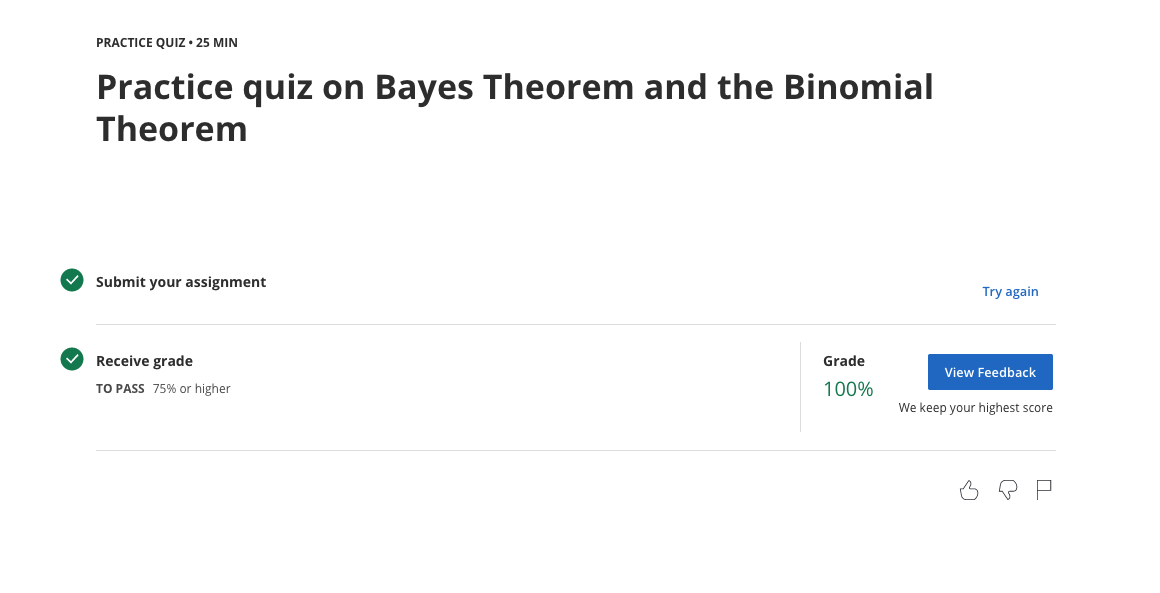 PRACTICE QUIZ • 25 MIN
Practice quiz on Bayes Theorem and the Binomial
Theorem
Submit your assignment
Try again
Receive grade
TO PASS 75% or higher
Grade
100%
View Feedback
We keep your highest score